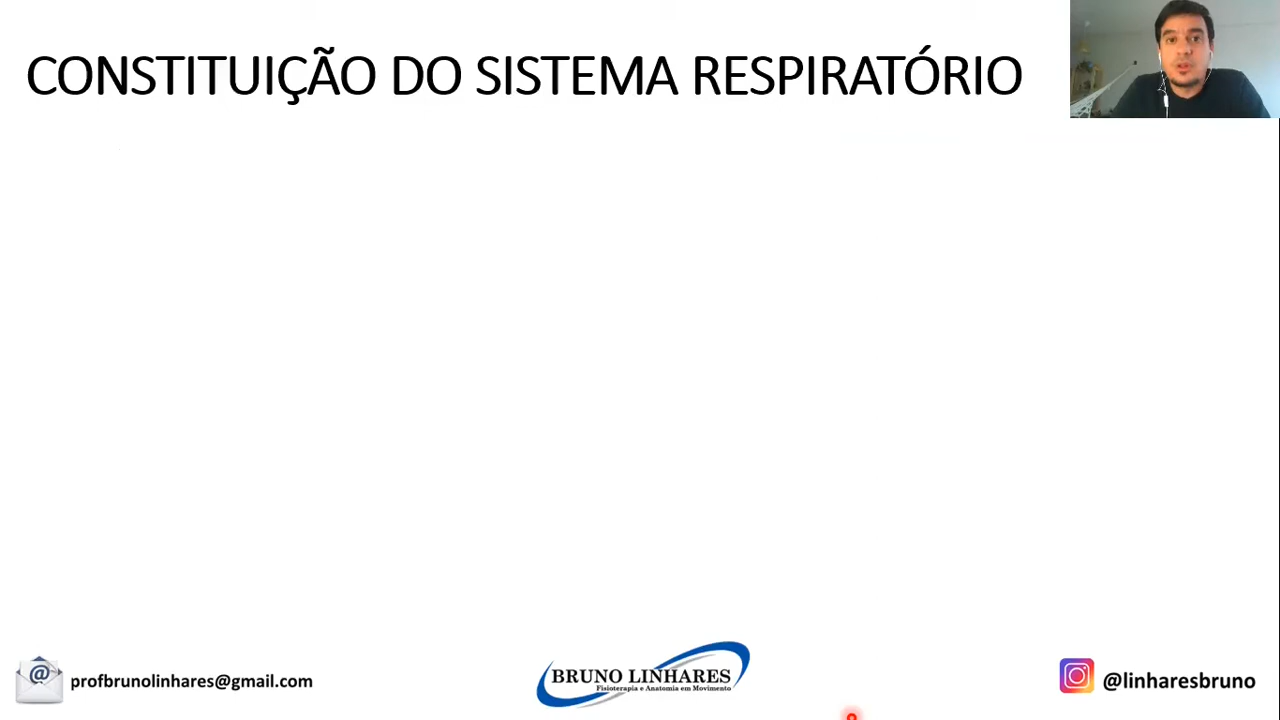 CONSTITUIÇÃO DO SISTEMA RESPIRATÓRIO
@
profbrunolinhares@gmail.com
BRUNO LINHARES
Fisioterapia e Anatomia em Movimento
@linharesbruno